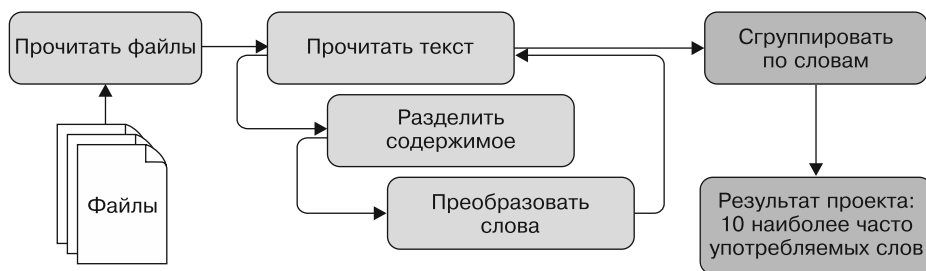 Прочитать файлы
Прочитать текст
Сгруппировать
по словам
Разделить
содержимое
Преобразовать
слова
Файлы
Результат проекта:
10 наиболее часто
употребляемых слов